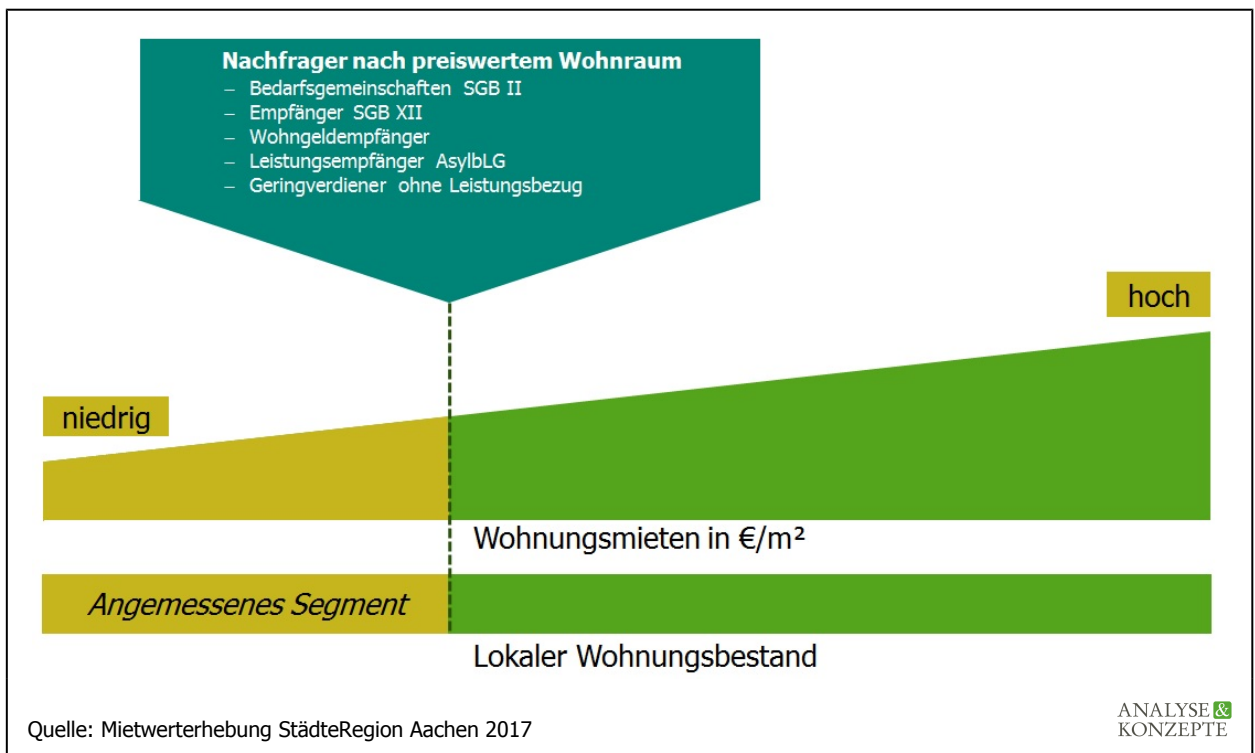 Nachfrager nach preiswertem Wohnraum
– Bedarfsgemeinschaften SGB II
– Empfänger SGB XII
– Wohngeldempfänger
– Leistungsempfänger AsylbLG
– Geringverdiener ohne Leistungsbezug
hoch
niedrig
Wohnungsmieten in €/m²
Angemessenes Segment
Lokaler Wohnungsbestand
Quelle: Mietwerterhebung StädteRegion Aachen 2017
ANALYSE &
KONZEPTE